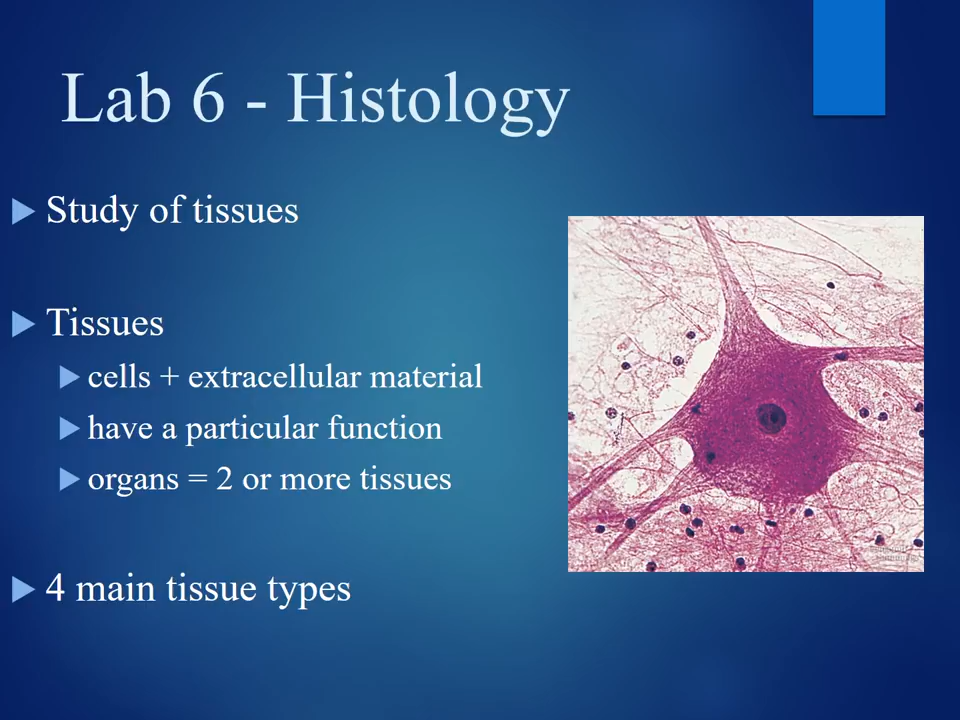 Lab 6 - Histology
Study of tissues
Tissues
cells + extracellular material
have a particular function
organs = 2 or more tissues
4 main tissue types